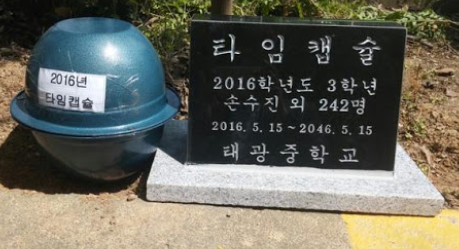 2016년
타임캡슐
타 임 캡 슐
2016학년도 3학년
손수진 외 242명
2016. 5. 15 ~ 2046. 5. 15
태 광 중 학 교